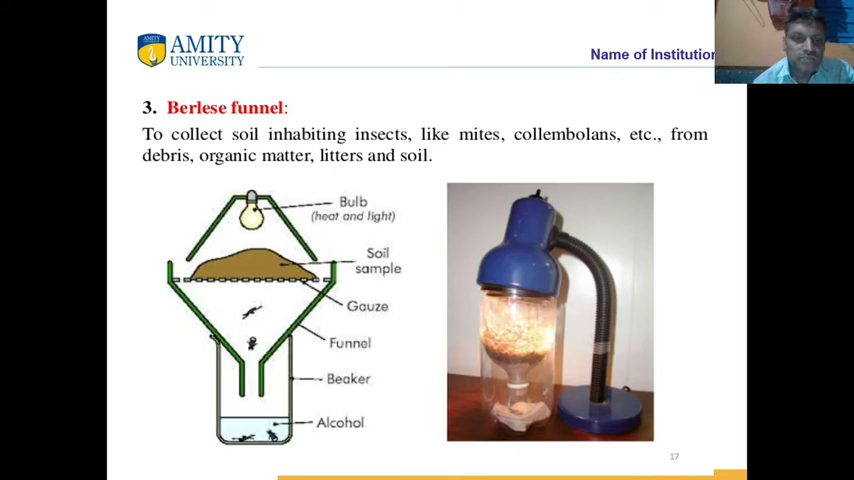 AMITY
AMITY
UNIVERSITY
Name of Institution
3. Berlese funnel:
To collect soil inhabiting insects, like mites, collembolans, etc., from
debris, organic matter, litters and soil.
Bulb
(heat and light)
Soil
sample
Gauze
Funnel
Beaker
Alcohol
17